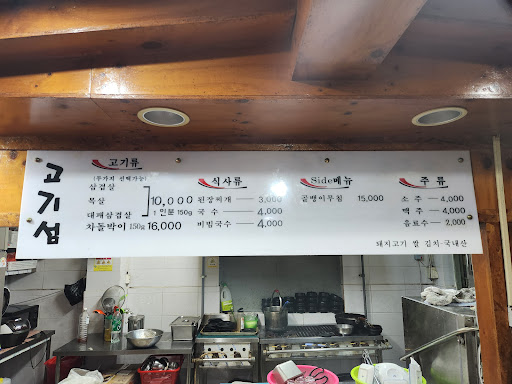 고기섬
고기류
(두가지 선택가능)
삼겹살
목살
대패삼겹살
10,000
1인분 150g
차돌박이 150g 16,000
식사류
된장찌개 3,000
국수 4,000
비빔국수 4,000
Side메뉴
골뱅이무침 15,000
주류
소주 4,000
맥주 4,000
음료수 2,000
돼지고기 쌀 김치·국내산